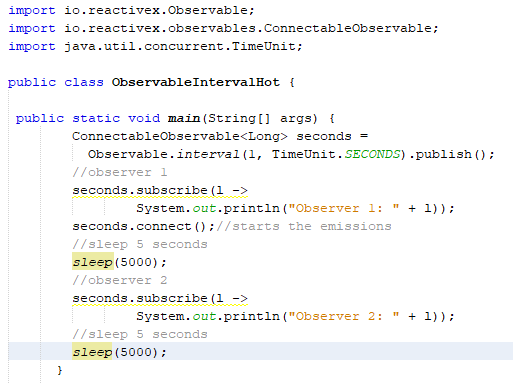 import io.reactivex.Observable;
import io.reactivex.observables.ConnectableObservable;
import java.util.concurrent.TimeUnit;
public class ObservableIntervalHot {
public static void main(String[] args) {
ConnectableObservable<Long> seconds =
Observable.interval(1, TimeUnit.SECONDS).publish();
//observer 1
seconds.subscribe(l ->
System.out.println("Observer 1: " + l));
seconds.connect();//starts the emissions
//sleep 5 seconds
sleep(5000);
//observer 2
seconds.subscribe(l ->
System.out.println("Observer 2: " + l));
//sleep 5 seconds
sleep(5000);
}